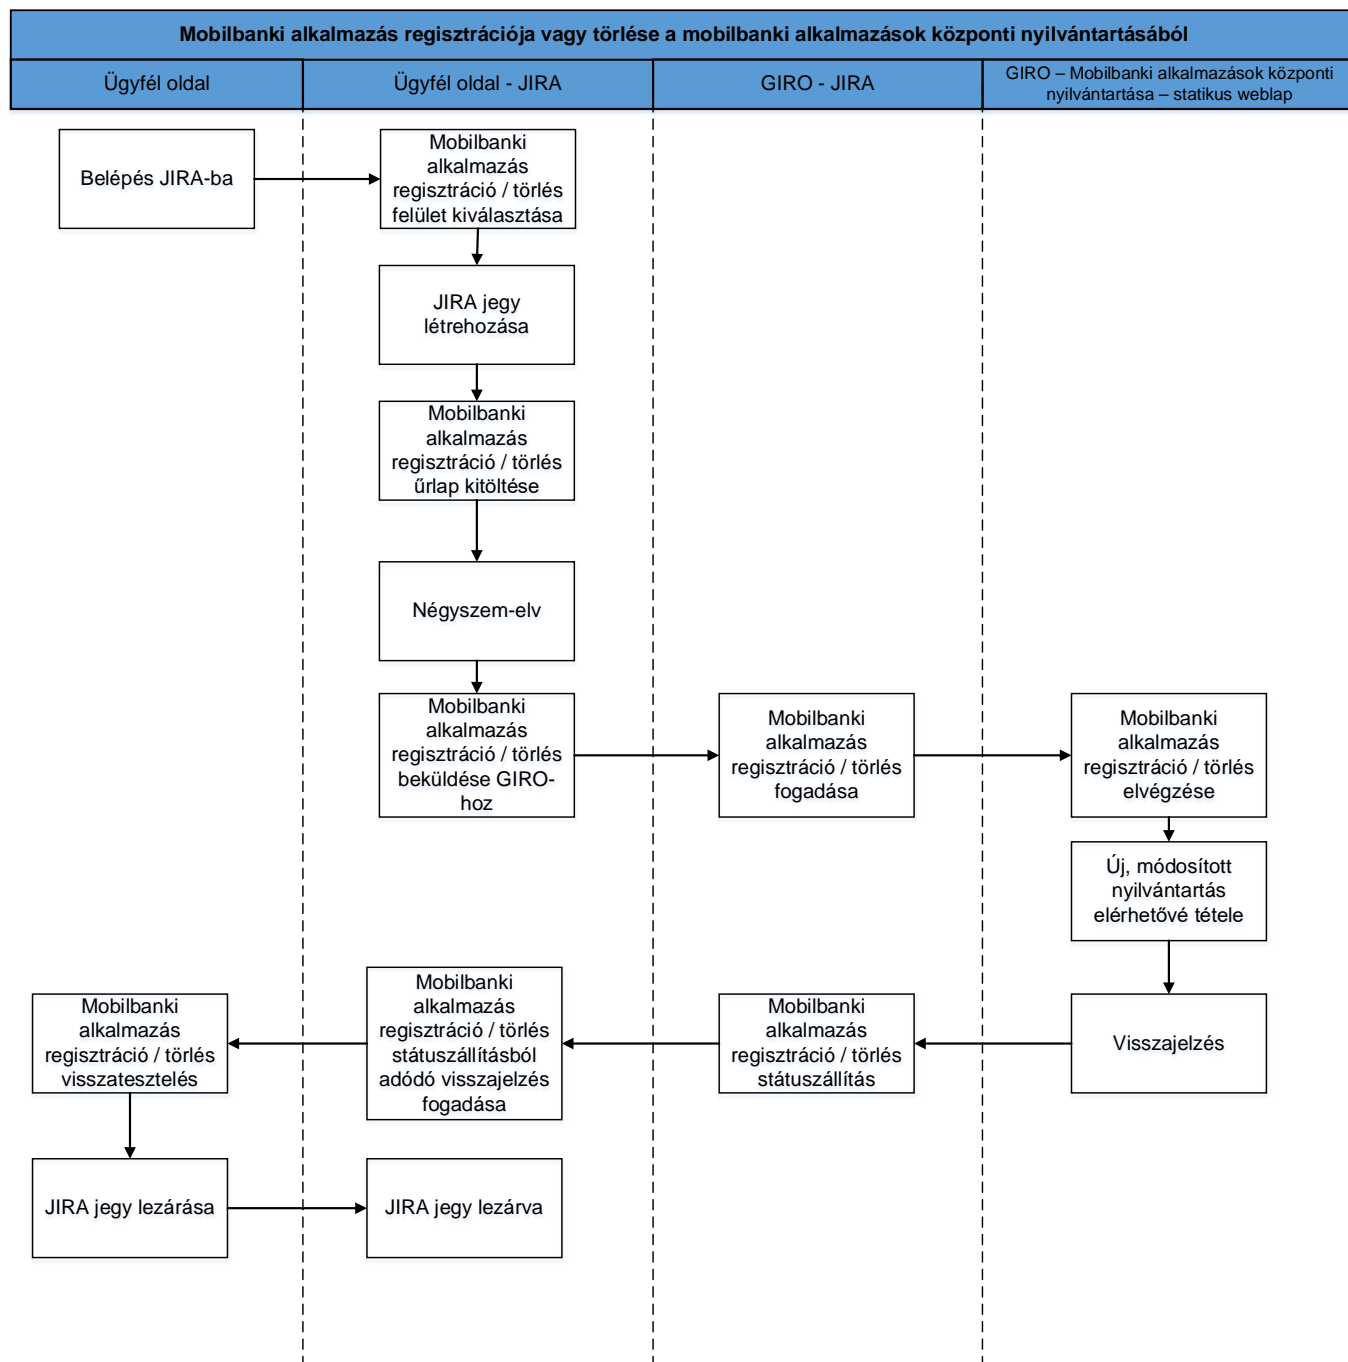 Mobilbanki alkalmazás regisztrációja vagy törlése a mobilbanki alkalmazások központi nyilvántartásából
Ügyfél oldal
Ügyfél oldal - JIRA
GIRO - JIRA
GIRO – Mobilbanki alkalmazások központi
nyilvántartása – statikus weblap
Belépés JIRA-ba
Mobilbanki
alkalmazás
regisztráció / törlés
felület kiválasztása
JIRA jegy
létrehozása
Mobilbanki
alkalmazás
regisztráció / törlés
űrlap kitöltése
Négyszem-elv
Mobilbanki
alkalmazás
regisztráció / törlés
beküldése GIRO-
hoz
Mobilbanki
alkalmazás
regisztráció / törlés
fogadása
Mobilbanki
alkalmazás
regisztráció / törlés
elvégzése
Új, módosított
nyilvántartás
elérhetővé tétele
Visszajelzés
Mobilbanki
alkalmazás
regisztráció / törlés
státuszállítás
Mobilbanki
alkalmazás
regisztráció / törlés
státuszállításból
adódó visszajelzés
fogadása
Mobilbanki
alkalmazás
regisztráció / törlés
visszatesztelés
JIRA jegy lezárása
JIRA jegy lezárva